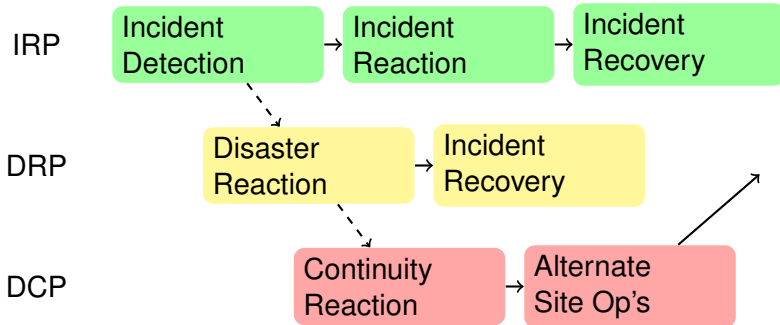 IRP
Incident
Detection
Incident
Reaction
Incident
Recovery
DRP
Disaster
Reaction
Incident
Recovery
DCP
Continuity
Reaction
Alternate
Site Op's